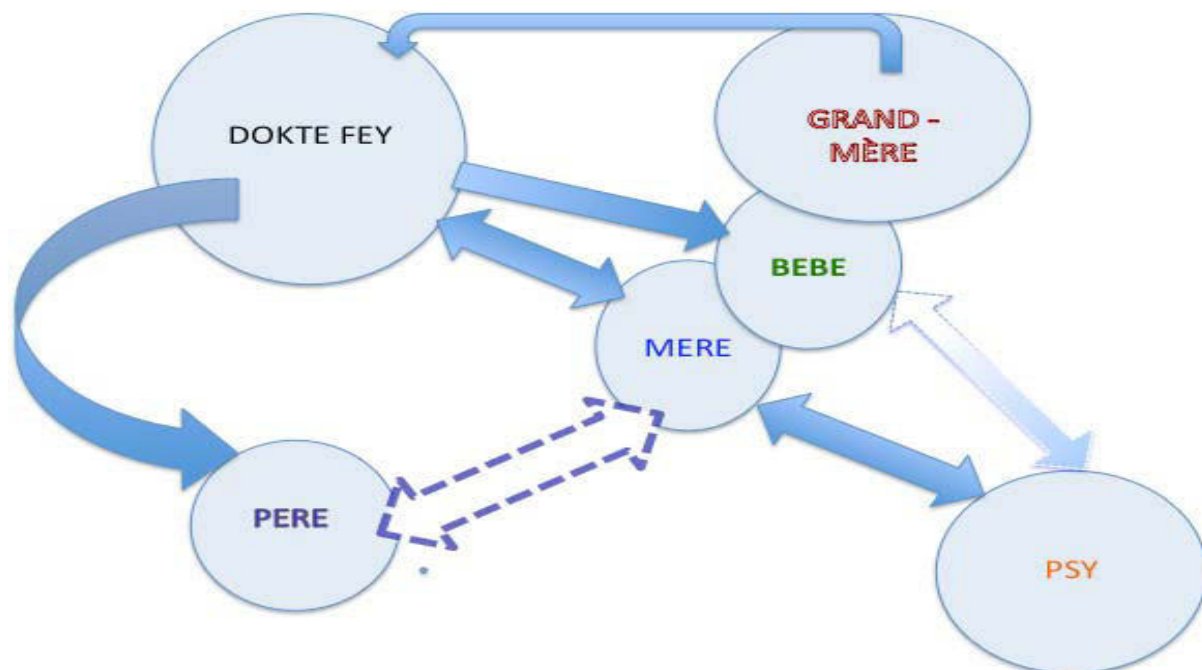 DOKTE FEY
GRAND –
MÈRE
BEBE
MERE
PERE
PSY